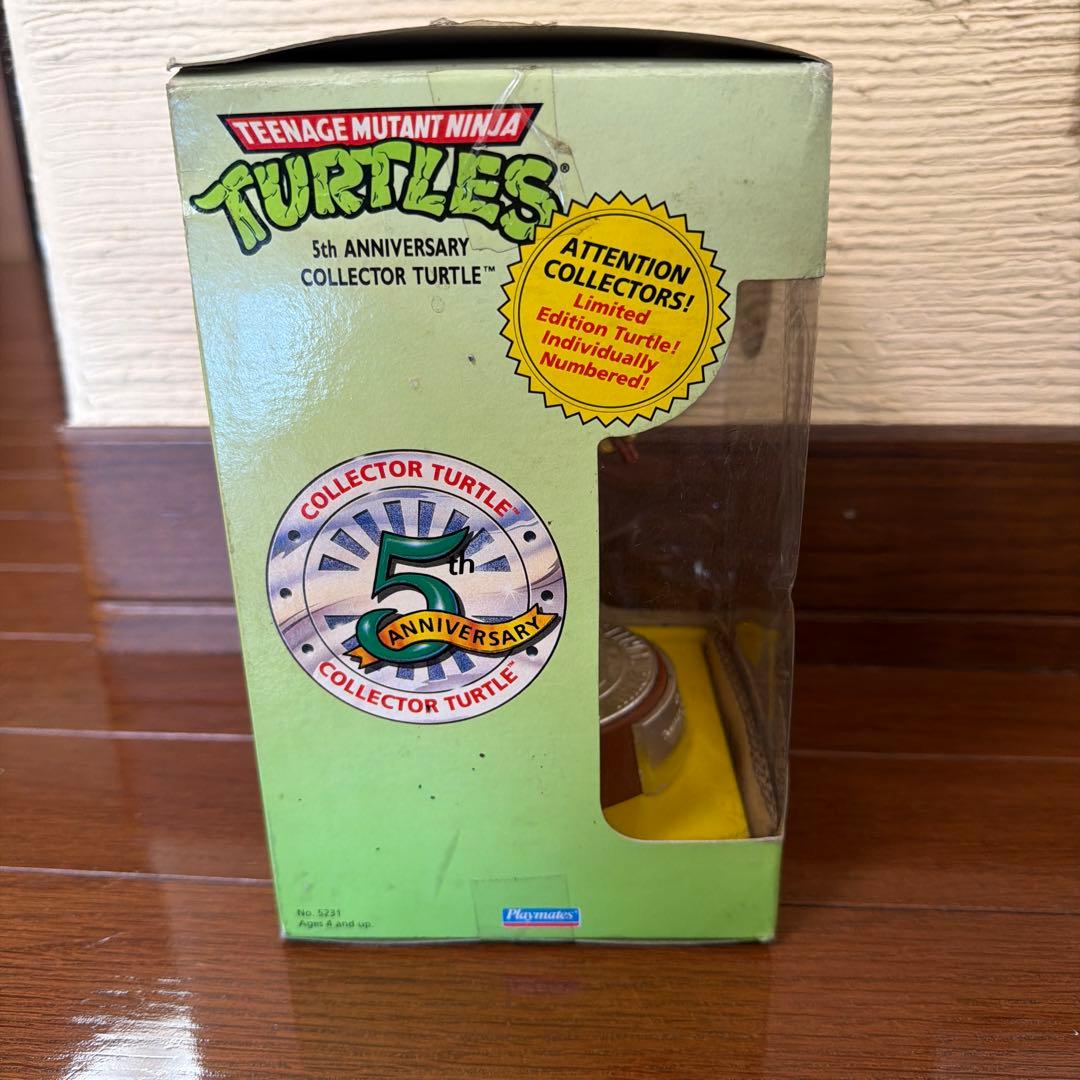 TEENAGE MUTANT NINJA
TURTLES®
5th ANNIVERSARY
COLLECTOR TURTLE™
ATTENTION
COLLECTORS!
Limited
Edition Turtle!
Individually
Numbered!
COLLECTOR TURTLE™
5th
ANNIVERSARY
COLLECTOR TURTLE™
No. 5231
Ages 4 and up.
Playmates®